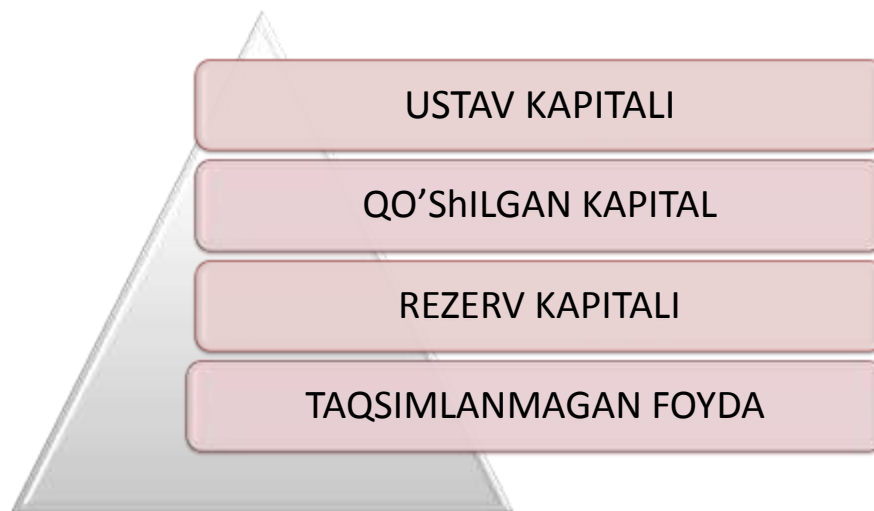 USTAV KAPITALI
QO’ShILGAN KAPITAL
REZERV KAPITALI
TAQSIMLANMAGAN FOYDA